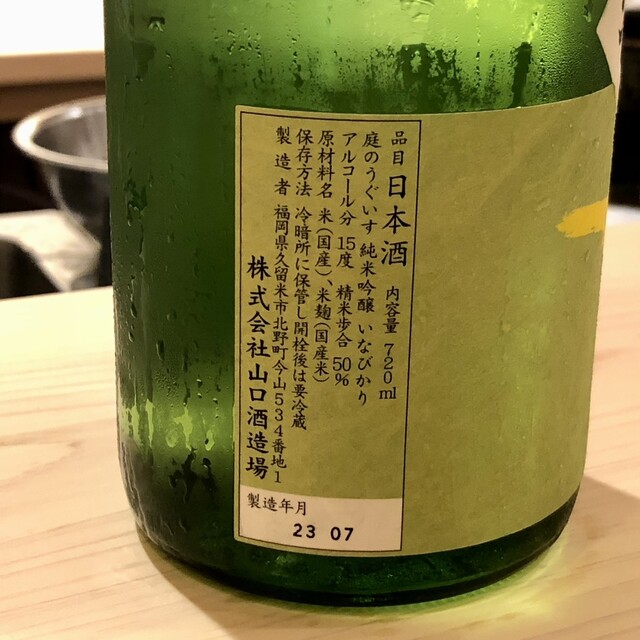 品目 日本酒 内容量 720ml
庭のうぐいす 純米吟醸 いなびかり
アルコール分 15度 精米歩合 50%
原材料名 米(国産)、米麹(国産米)
保存方法 冷暗所に保管し開栓後は要冷蔵
製造者 福岡県久留米市北野町今山534番地1
株式会社山口酒造場
製造年月
23 07